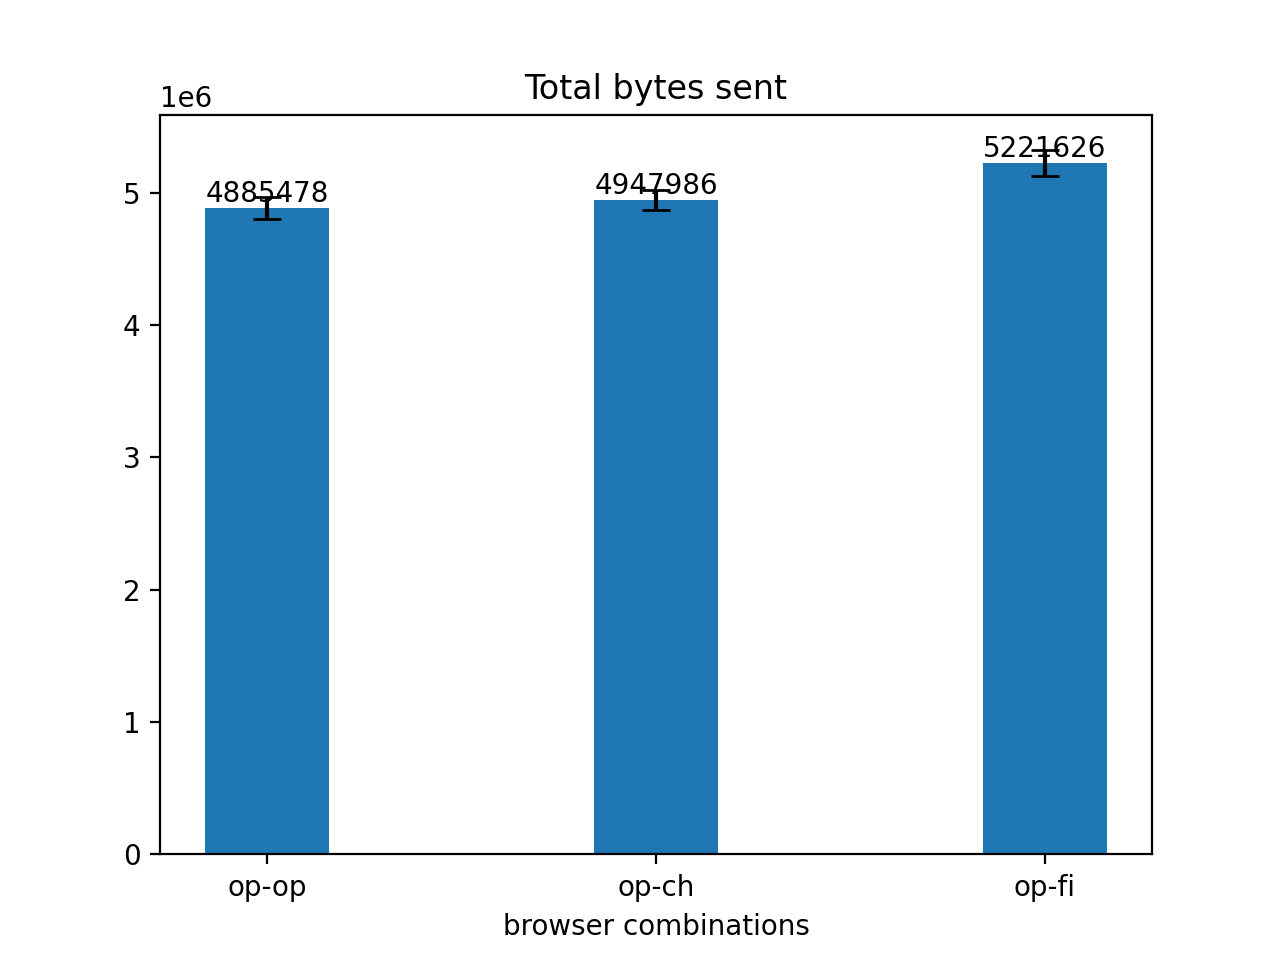 Total bytes sent
1e6
5221626
4947986
4885478
5
4
3
2
1
0
op-op op-ch op-fi
browser combinations